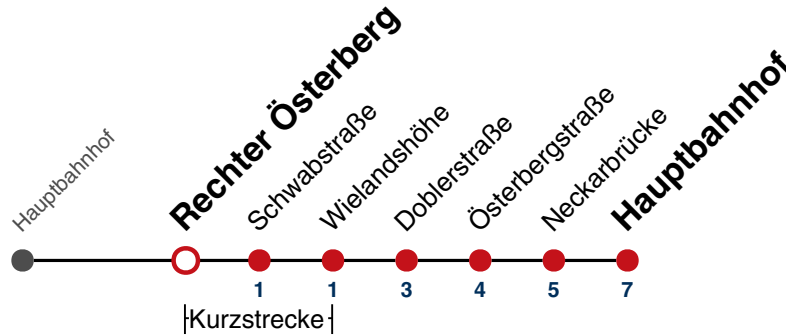 Hauptbahnhof
Rechter Österberg
Schwabstraße
Wielandshöhe
Doblerstraße
Österbergstraße
Neckarbrücke
Hauptbahnhof
1 1 3 4 5 7
Kurzstrecke